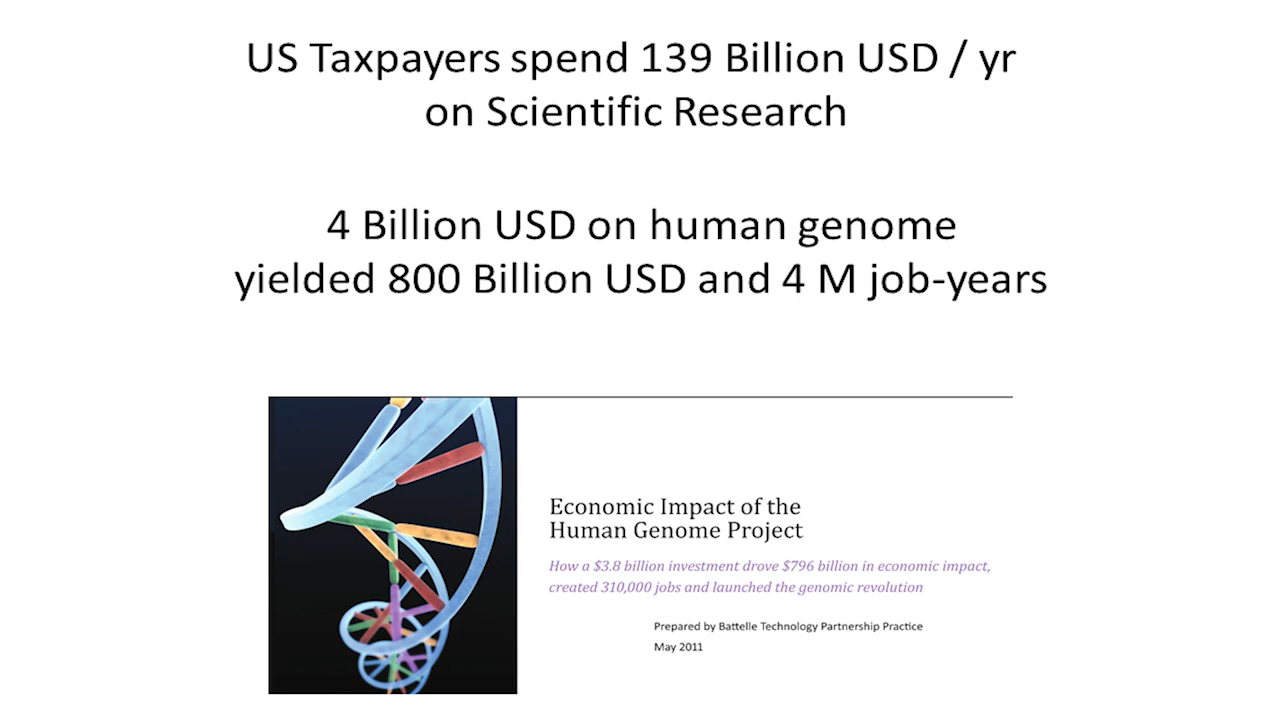 US Taxpayers spend 139 Billion USD / yr
on Scientific Research
4 Billion USD on human genome
yielded 800 Billion USD and 4 M job-years
Economic Impact of the
Human Genome Project
How a $3.8 billion investment drove $796 billion in economic impact,
created 310,000 jobs and launched the genomic revolution
Prepared by Battelle Technology Partnership Practice
May 2011